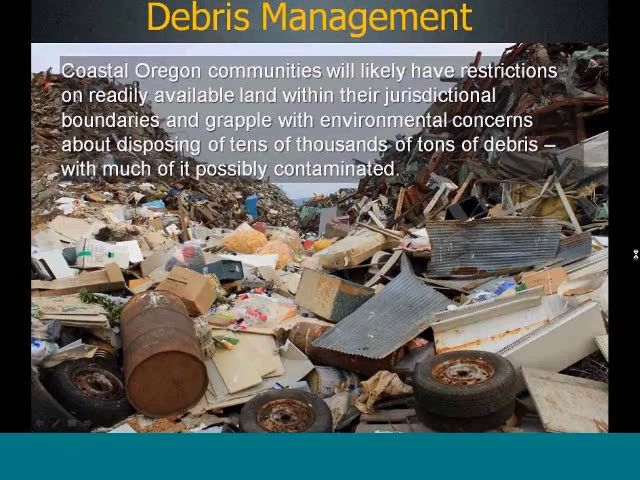 Debris Management
Coastal Oregon communities will likely have restrictions
on readily available land within their jurisdictional
boundaries and grapple with environmental concerns
about disposing of tens of thousands of tons of debris –
with much of it possibly contaminated.